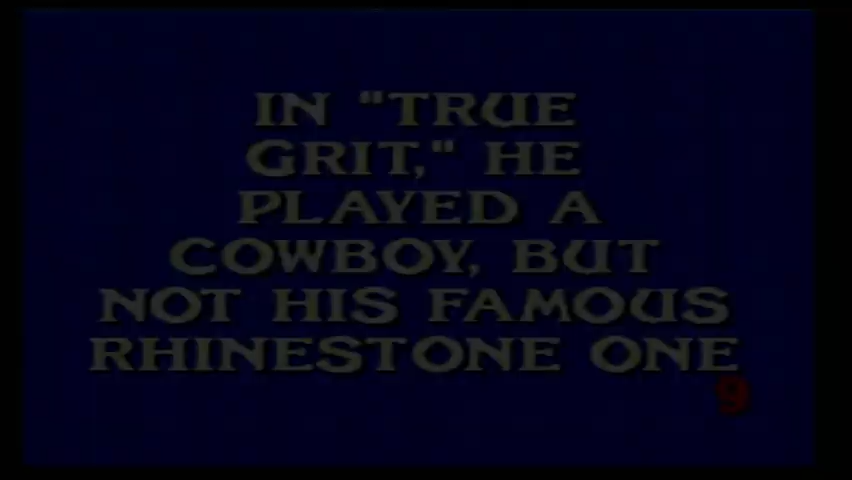 IN "TRUE
GRIT," HE
PLAYED A
COWBOY, BUT
NOT HIS FAMOUS
RHINESTONE ONE
9